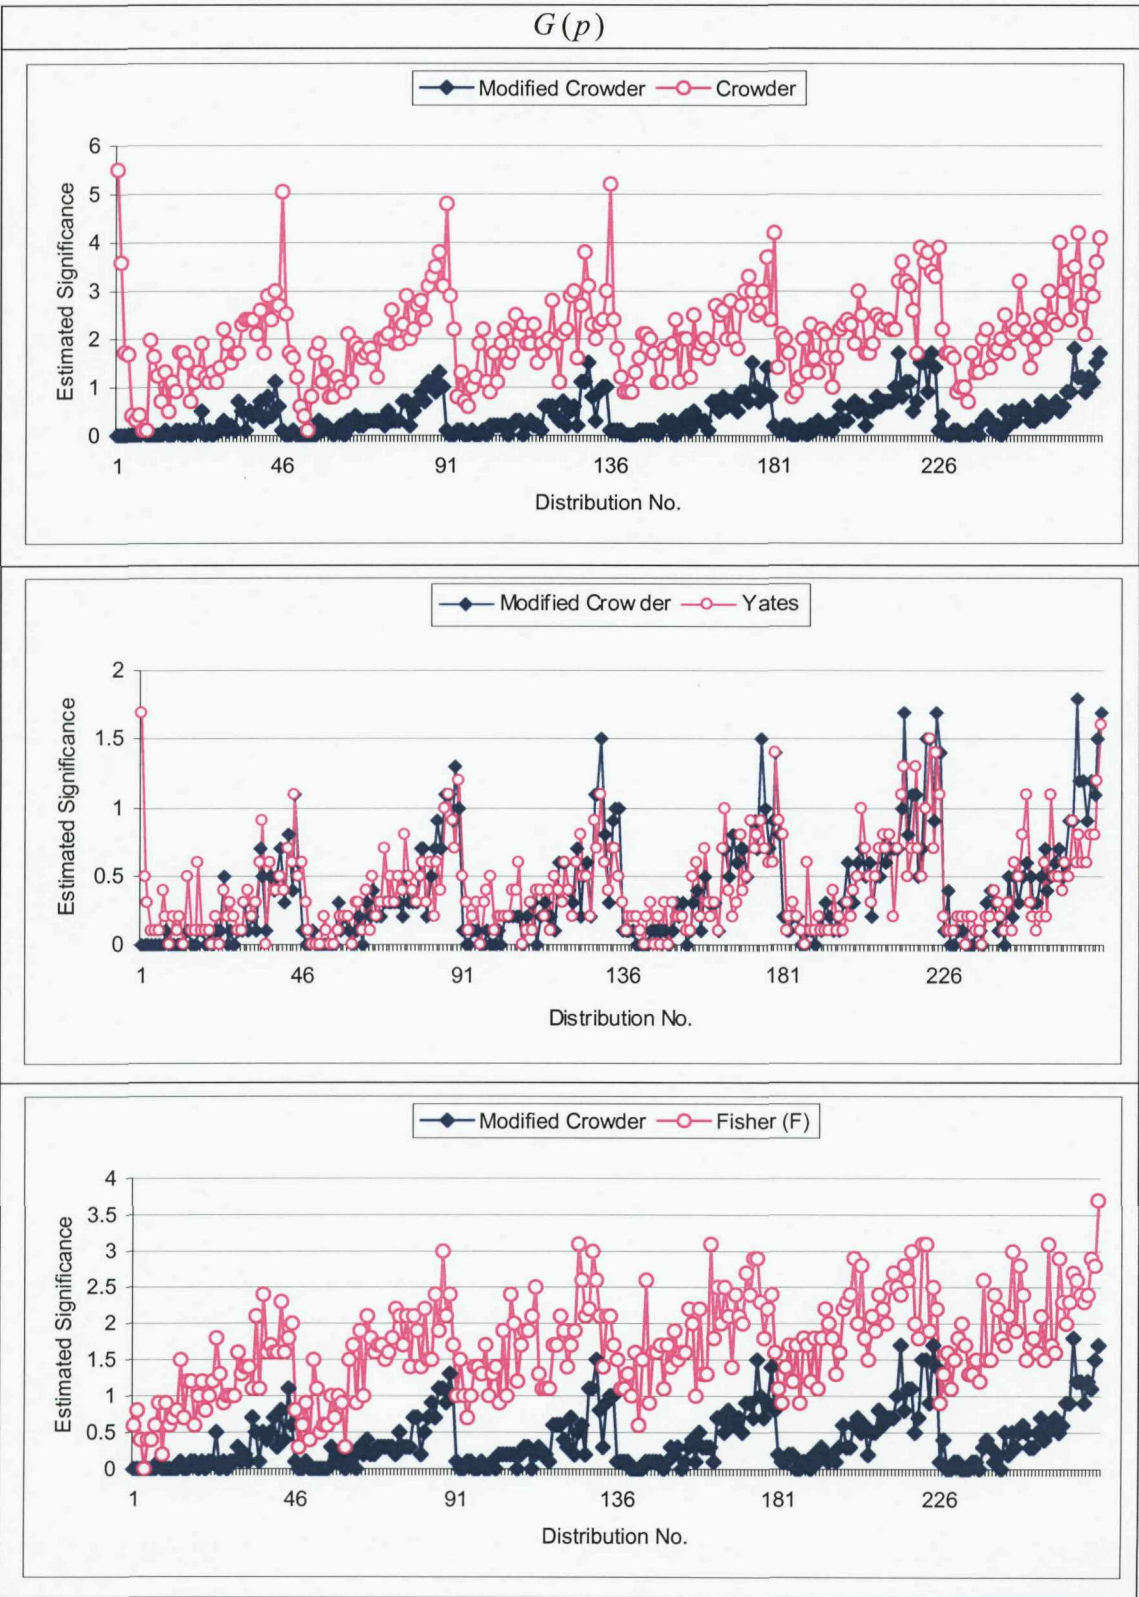 G(p)
Modified Crowder Crowder
Estimated Significance
6
5
4
3
2
1
0
1 46 91 136 181 226
Distribution No.
Modified Crowder Yates
Estimated Significance
2
1.5
1
0.5
0
1 46 91 136 181 226
Distribution No.
Modified Crowder Fisher (F)
Estimated Significance
4
3.5
3
2.5
2
1.5
1
0.5
0
1 46 91 136 181 226
Distribution No.